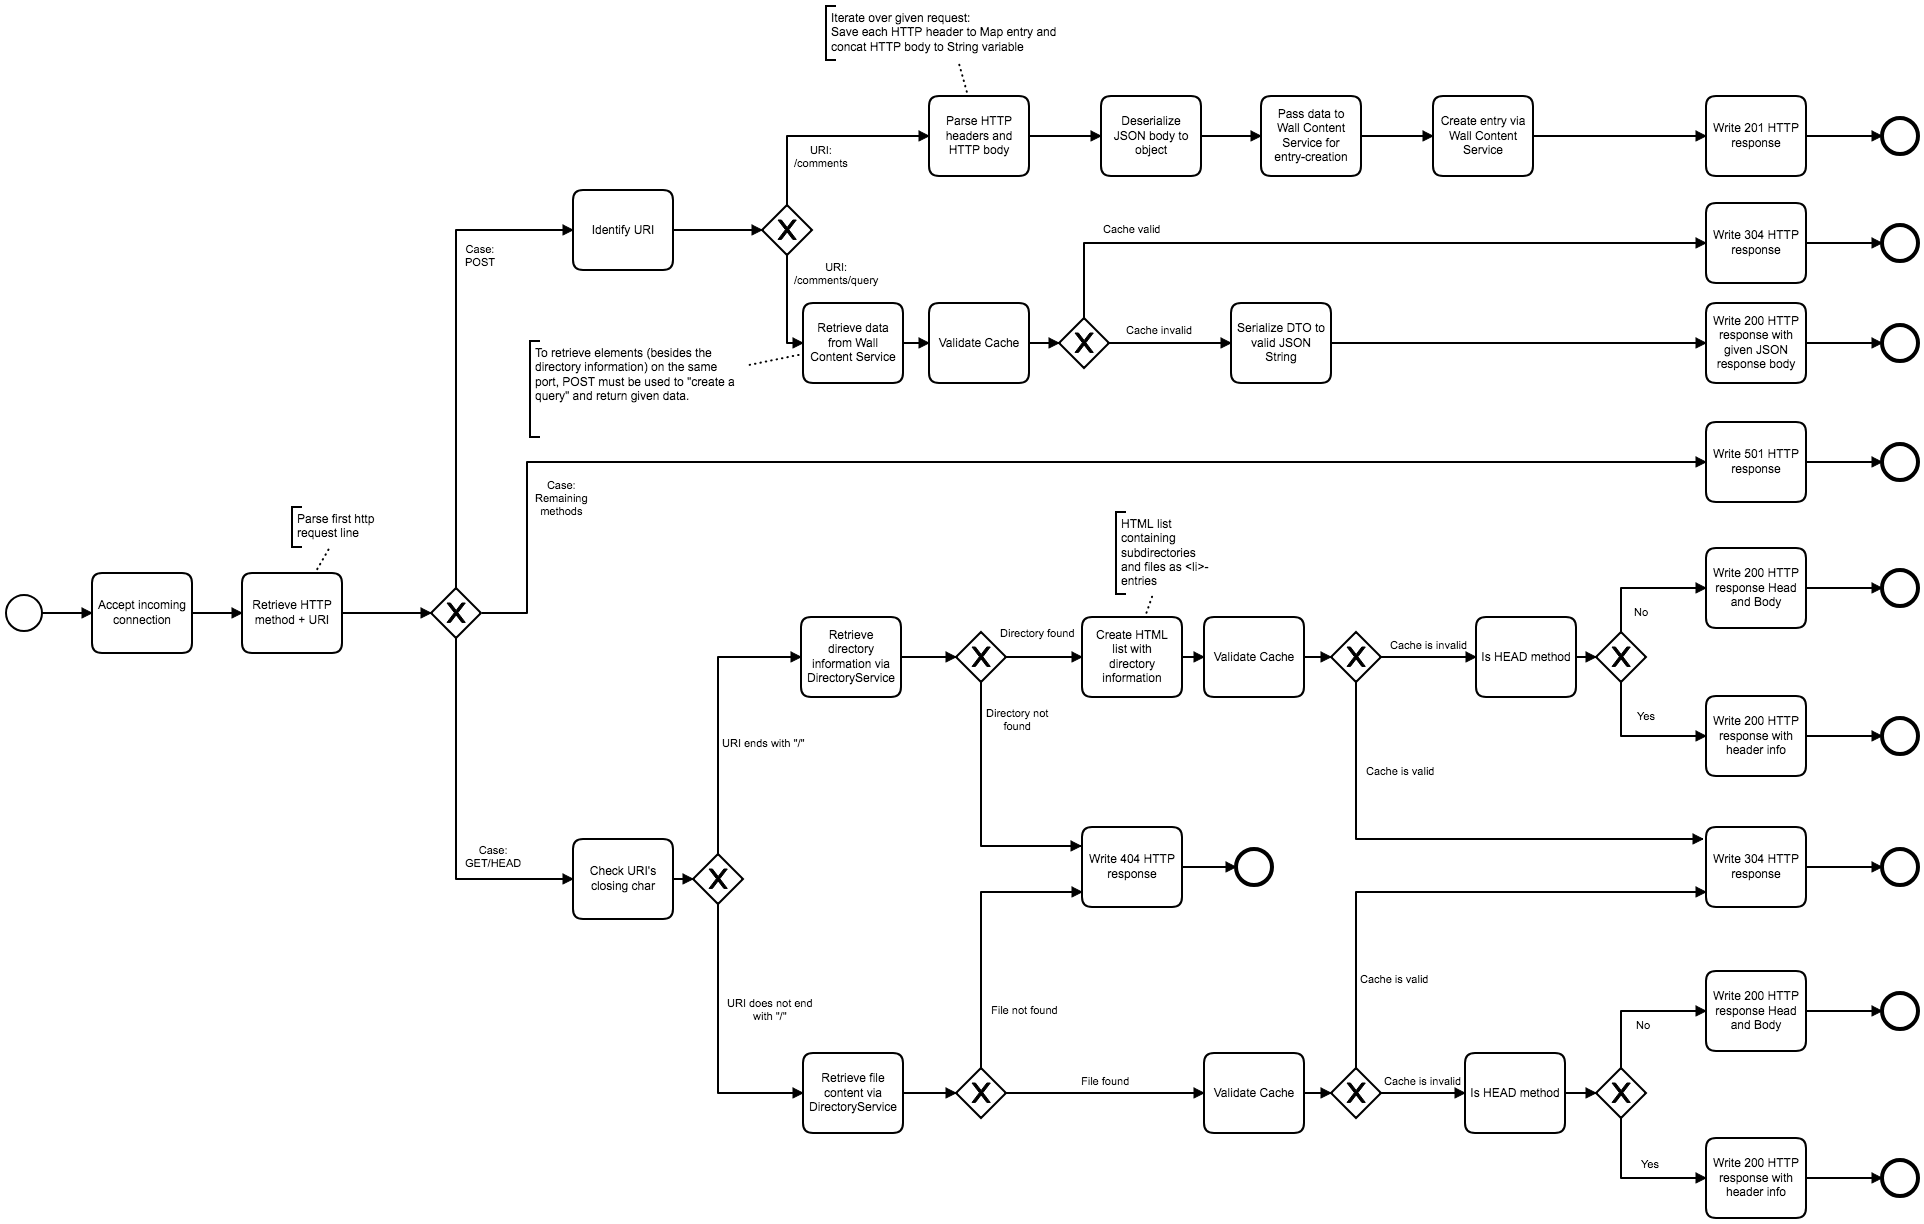 Iterate over given request:
Save each HTTP header to Map entry and
concat HTTP body to String variable
Parse HTTP
headers and
HTTP body
Deserialize
JSON body to
object
Pass data to
Wall Content
Service for
entry-creation
Create entry via
Wall Content
Service
Write 201 HTTP
response
URI:
/comments
Identify URI
Case:
POST
Cache valid
Write 304 HTTP
response
URI:
/comments/query
Retrieve data
from Wall
Content Service
Validate Cache
Cache invalid
Serialize DTO to
valid JSON
String
Write 200 HTTP
response with
given JSON
response body
To retrieve elements (besides the
directory information) on the same
port, POST must be used to "create a
query" and return given data.
Write 501 HTTP
response
Case:
Remaining
methods
Parse first http
request line
HTML list
containing
subdirectories
and files as <li>-
entries
Accept incoming
connection
Retrieve HTTP
method + URI
Write 200 HTTP
response Head
and Body
No
Retrieve
directory
information via
DirectoryService
Directory found
Create HTML
list with
directory
information
Validate Cache
Cache is invalid
Is HEAD method
Directory not
found
Yes
Write 200 HTTP
response with
header info
URI ends with "/"
Cache is valid
Case:
GET/HEAD
Check URI's
closing char
Write 404 HTTP
response
Write 304 HTTP
response
URI does not end
with "/"
File not found
Cache is valid
Write 200 HTTP
response Head
and Body
No
Retrieve file
content via
DirectoryService
File found
Validate Cache
Cache is invalid
Is HEAD method
Yes
Write 200 HTTP
response with
header info